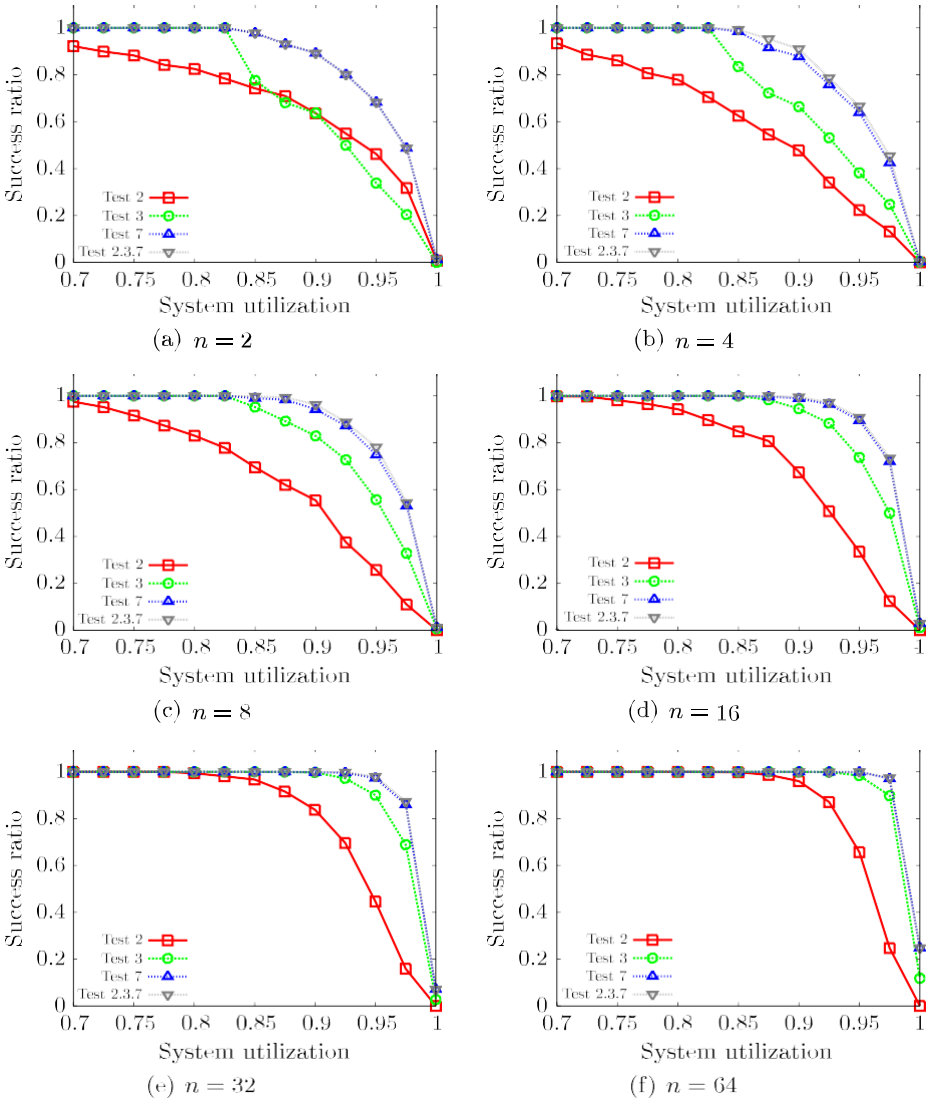 Success ratio
1
0.8
0.6
0.4
0.2
0
Test 2
Test 3
Test 7
Test 2.3.7
0.7 0.75 0.8 0.85 0.9 0.95 1
System utilization
(a) n = 2
Success ratio
1
0.8
0.6
0.4
0.2
0
Test 2
Test 3
Test 7
Test 2.3.7
0.7 0.75 0.8 0.85 0.9 0.95 1
System utilization
(b) n = 4
Success ratio
1
0.8
0.6
0.4
0.2
0
Test 2
Test 3
Test 7
Test 2.3.7
0.7 0.75 0.8 0.85 0.9 0.95 1
System utilization
(c) n = 8
Success ratio
1
0.8
0.6
0.4
0.2
0
Test 2
Test 3
Test 7
Test 2.3.7
0.7 0.75 0.8 0.85 0.9 0.95 1
System utilization
(d) n = 16
Success ratio
1
0.8
0.6
0.4
0.2
0
Test 2
Test 3
Test 7
Test 2.3.7
0.7 0.75 0.8 0.85 0.9 0.95 1
System utilization
(e) n = 32
Success ratio
1
0.8
0.6
0.4
0.2
0
Test 2
Test 3
Test 7
Test 2.3.7
0.7 0.75 0.8 0.85 0.9 0.95 1
System utilization
(f) n = 64